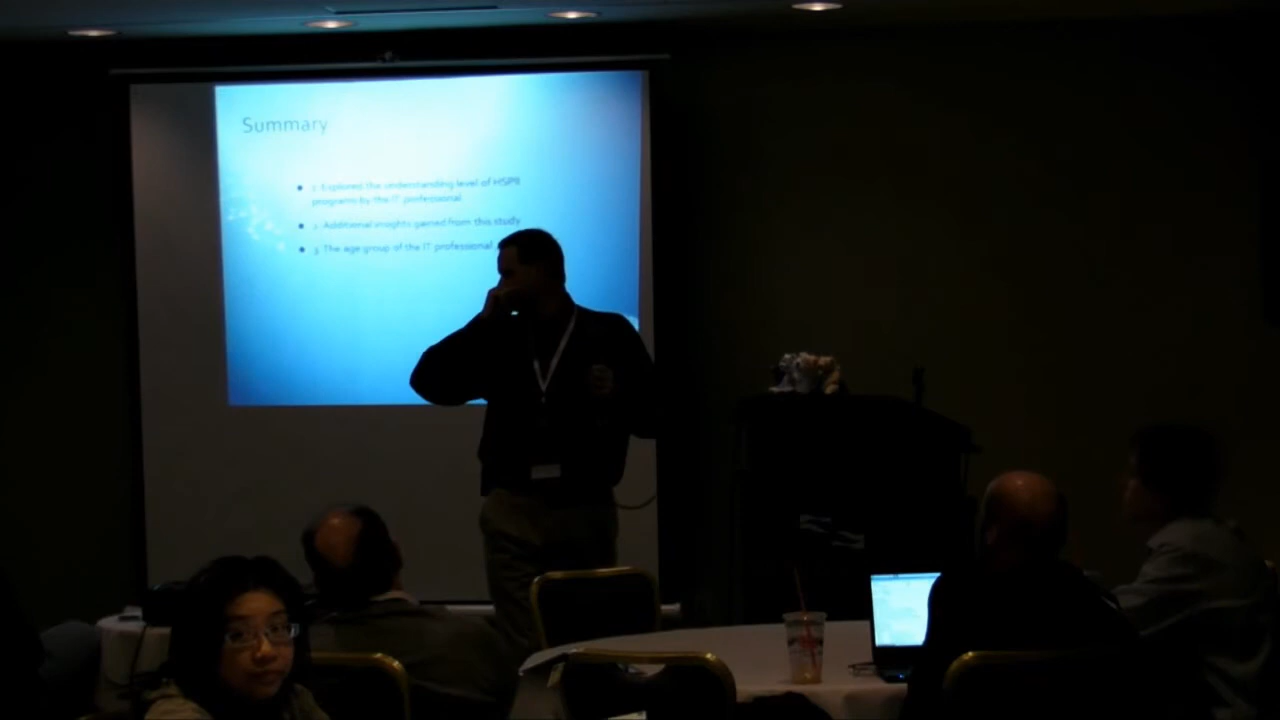 Summary
1. Explored the understanding level of HSPII
programs by the IT professional
2. Additional insights gained from this study
3. The age group of the IT professional